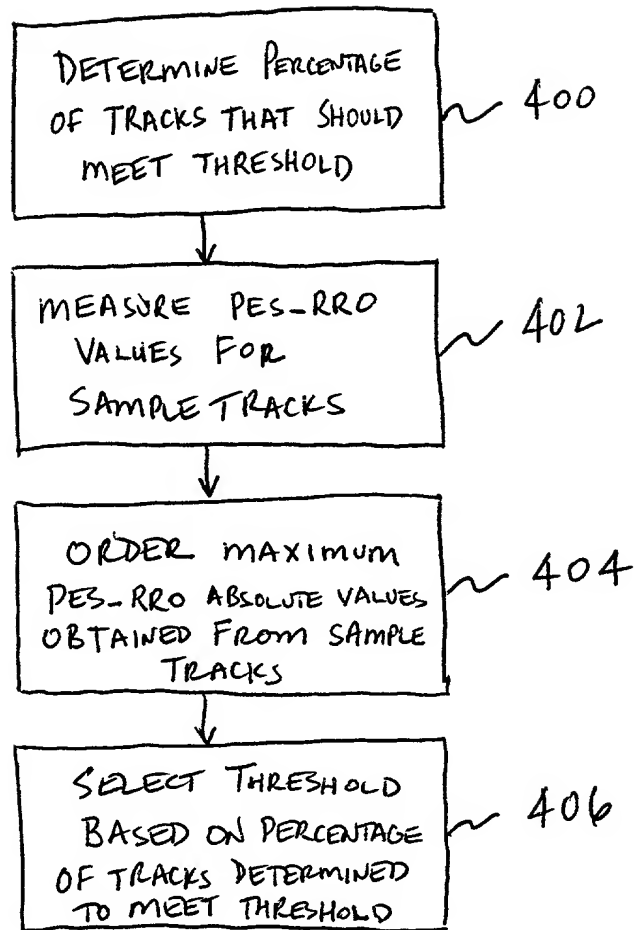 DETERMINE PERCENTAGE
OF TRACKS THAT SHOULD
MEET THRESHOLD
400
MEASURE PES_RRO
VALUES FOR
SAMPLE TRACKS
402
ORDER MAXIMUM
PES_RRO ABSOLUTE VALUES
OBTAINED FROM SAMPLE
TRACKS
404
SELECT THRESHOLD
BASED ON PERCENTAGE
OF TRACKS DETERMINED
TO MEET THRESHOLD
406